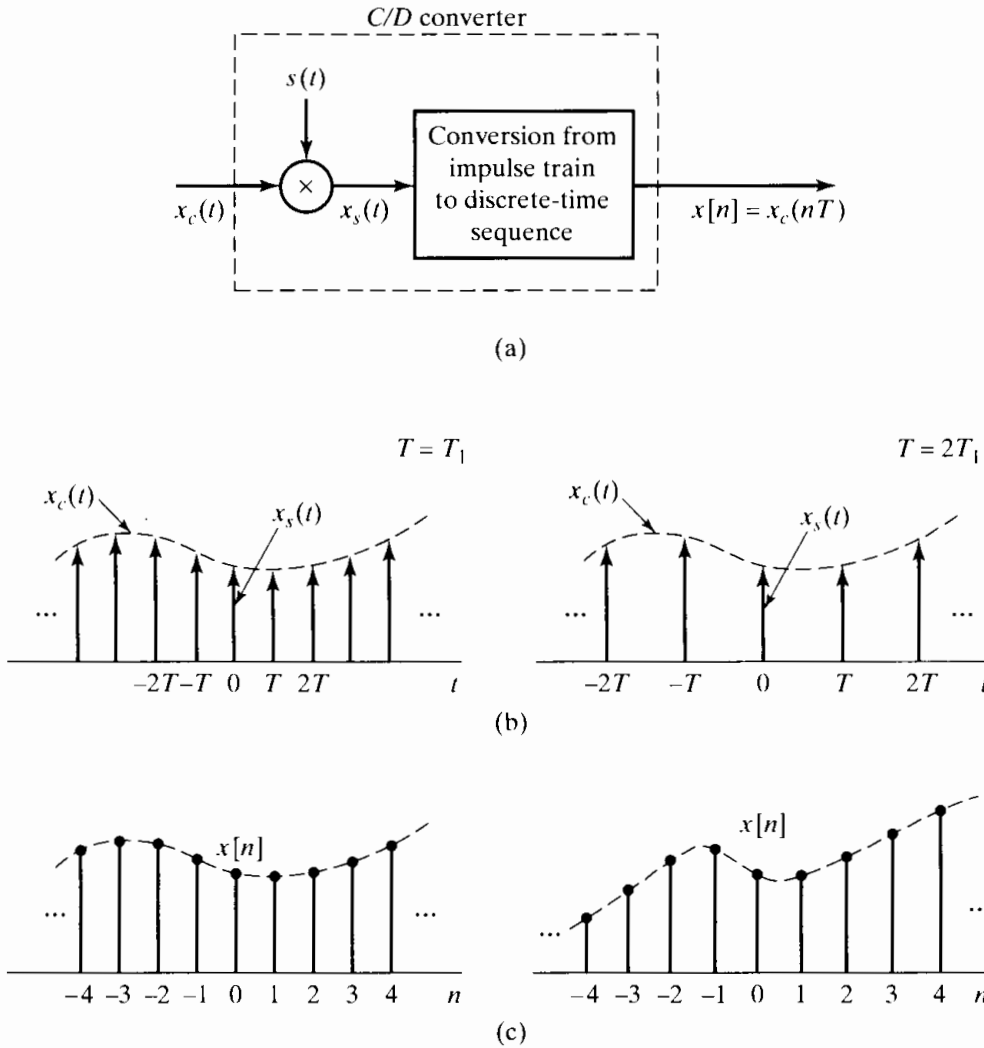 C/D converter
s(t)
×
Conversion from
impulse train
to discrete-time
sequence
x_c(t)
x_s(t)
x[n] = x_c(nT)
(a)
T = T_1
x_c(t)
x_s(t)
...
...
–2T –T 0 T 2T t
T = 2T_1
x_c(t)
x_s(t)
...
...
–2T –T 0 T 2T t
(b)
x[n]
...
...
–4 –3 –2 –1 0 1 2 3 4 n
x[n]
...
...
–4 –3 –2 –1 0 1 2 3 4 n
(c)